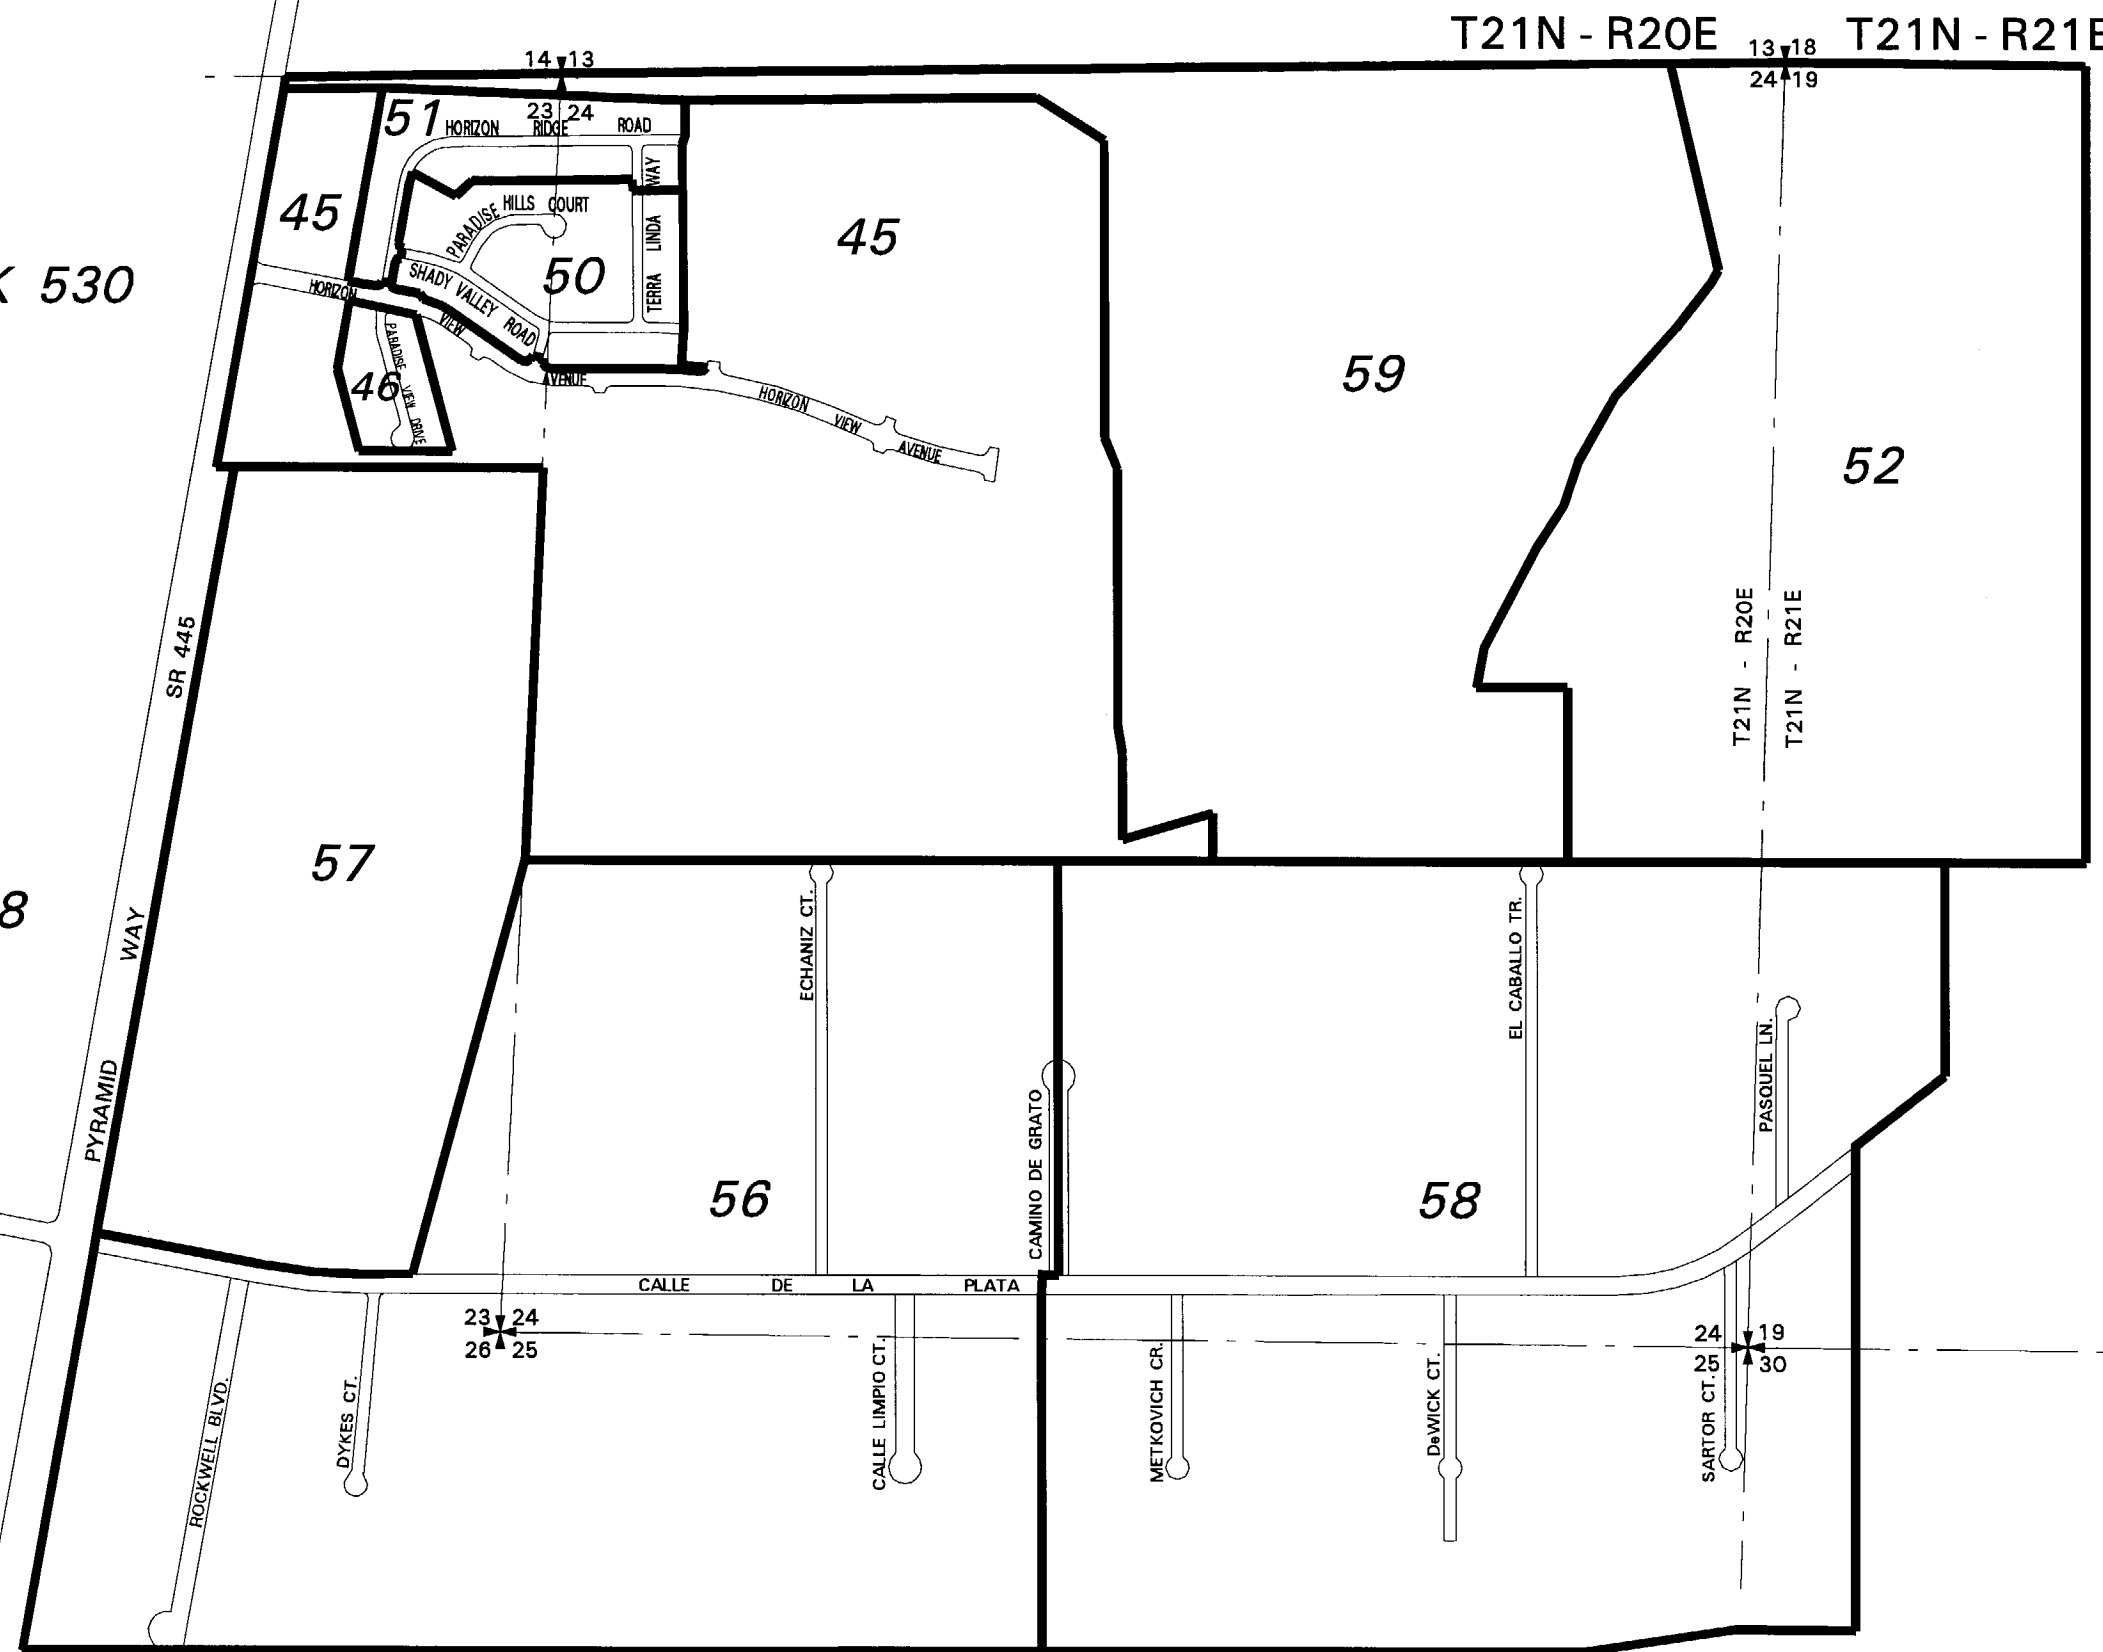 T21N - R20E
T21N - R21E
14 13
23 24
13 18
24 19
51
HORIZON RIDGE ROAD
45
PARADISE HILLS COURT
TERRA LINDA WAY
50
SHADY VALLEY ROAD
45
K 530
HORIZON VIEW AVENUE
PARADISE VIEW DRIVE
46
HORIZON VIEW AVENUE
59
52
T21N - R20E
T21N - R21E
SR 445
PYRAMID WAY
57
8
ECHANIZ CT.
EL CABALLO TR.
PASQUEL LN.
CAMINO DE GRATO
56
58
CALLE DE LA PLATA
23 24
26 25
24 19
25 30
ROCKWELL BLVD.
DYKES CT.
CALLE LIMPIO CT.
METKOVICH CR.
DeWICK CT.
SARTOR CT.